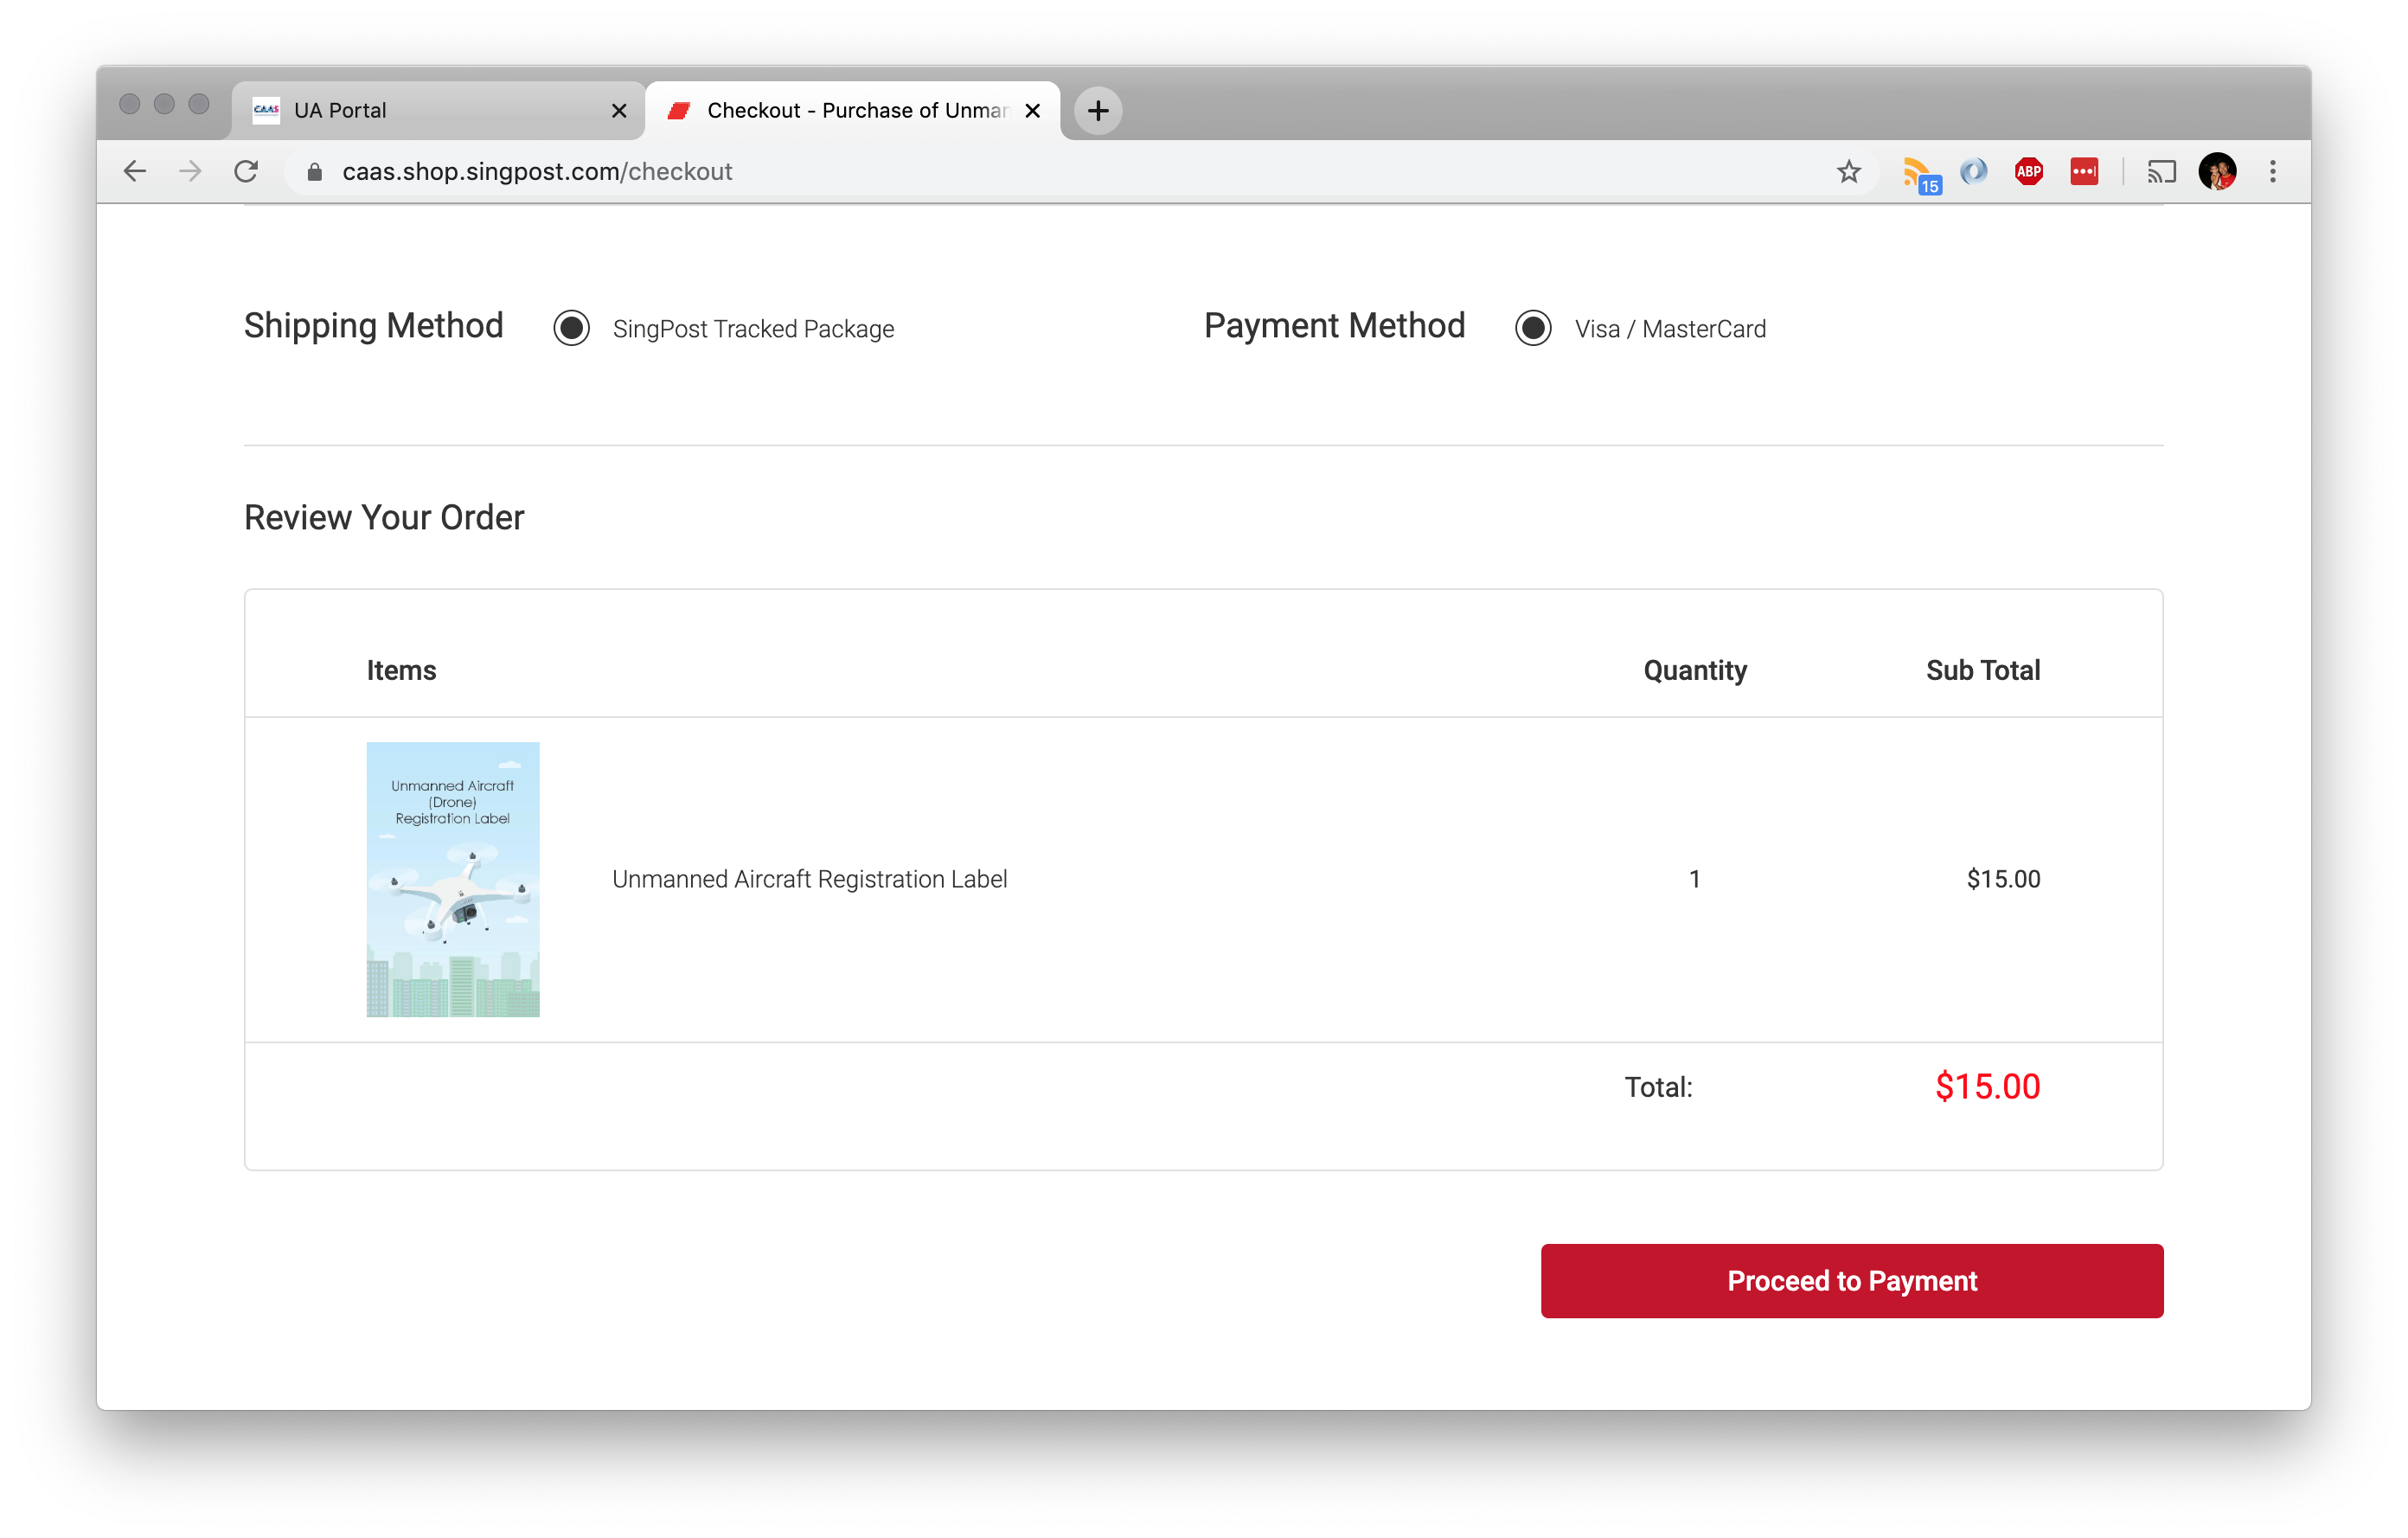 CAAS
UA Portal
Checkout - Purchase of Unman
caas.shop.singpost.com/checkout
15
ABP
Shipping Method
SingPost Tracked Package
Payment Method
Visa / MasterCard
Review Your Order
Items
Quantity
Sub Total
Unmanned Aircraft
(Drone)
Registration Label
Unmanned Aircraft Registration Label
1
$15.00
Total:
$15.00
Proceed to Payment